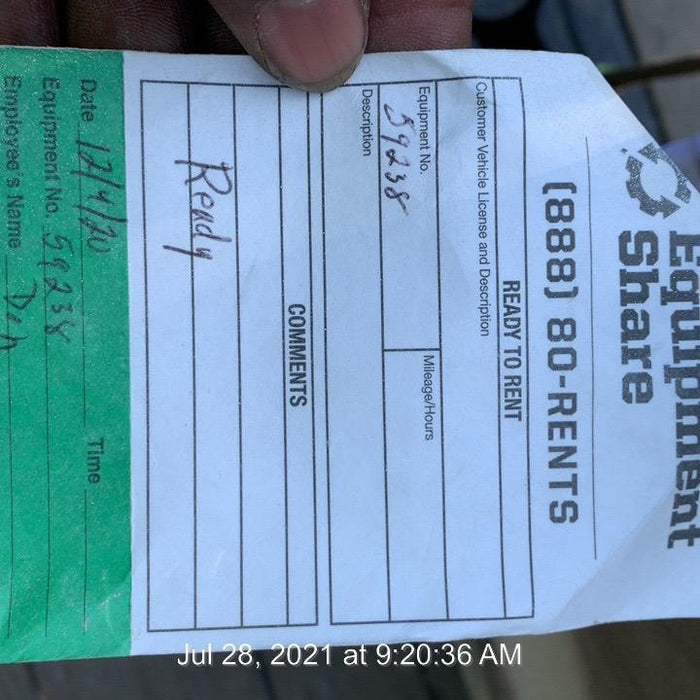 Equipment
Share
(888) 80-RENTS
READY TO RENT
Customer Vehicle License and Description
Equipment No. 59238
Mileage/Hours
Description
COMMENTS
Ready
Date 12/4/20 Time
Equipment No. 59238
Employee's Name
Jul 28, 2021 at 9:20:36 AM